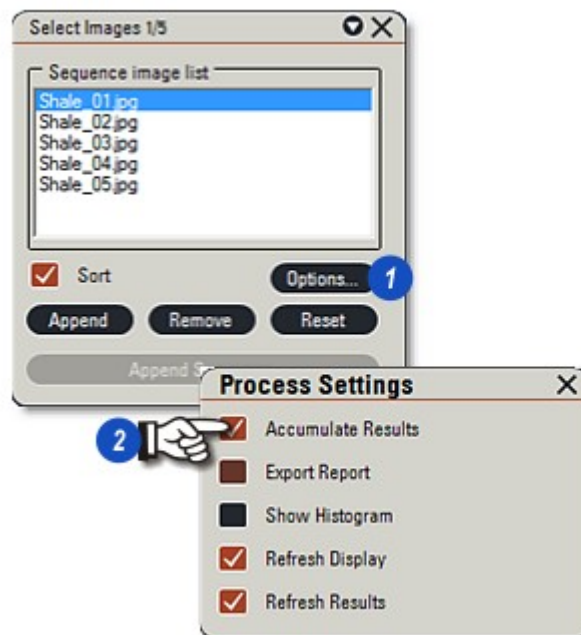 Select Images 1/5
Sequence image list
Shale_01.jpg
Shale_02.jpg
Shale_03.jpg
Shale_04.jpg
Shale_05.jpg
Sort
Options... 1
Append Remove Reset
Append
Process Settings
2 Accumulate Results
Export Report
Show Histogram
Refresh Display
Refresh Results